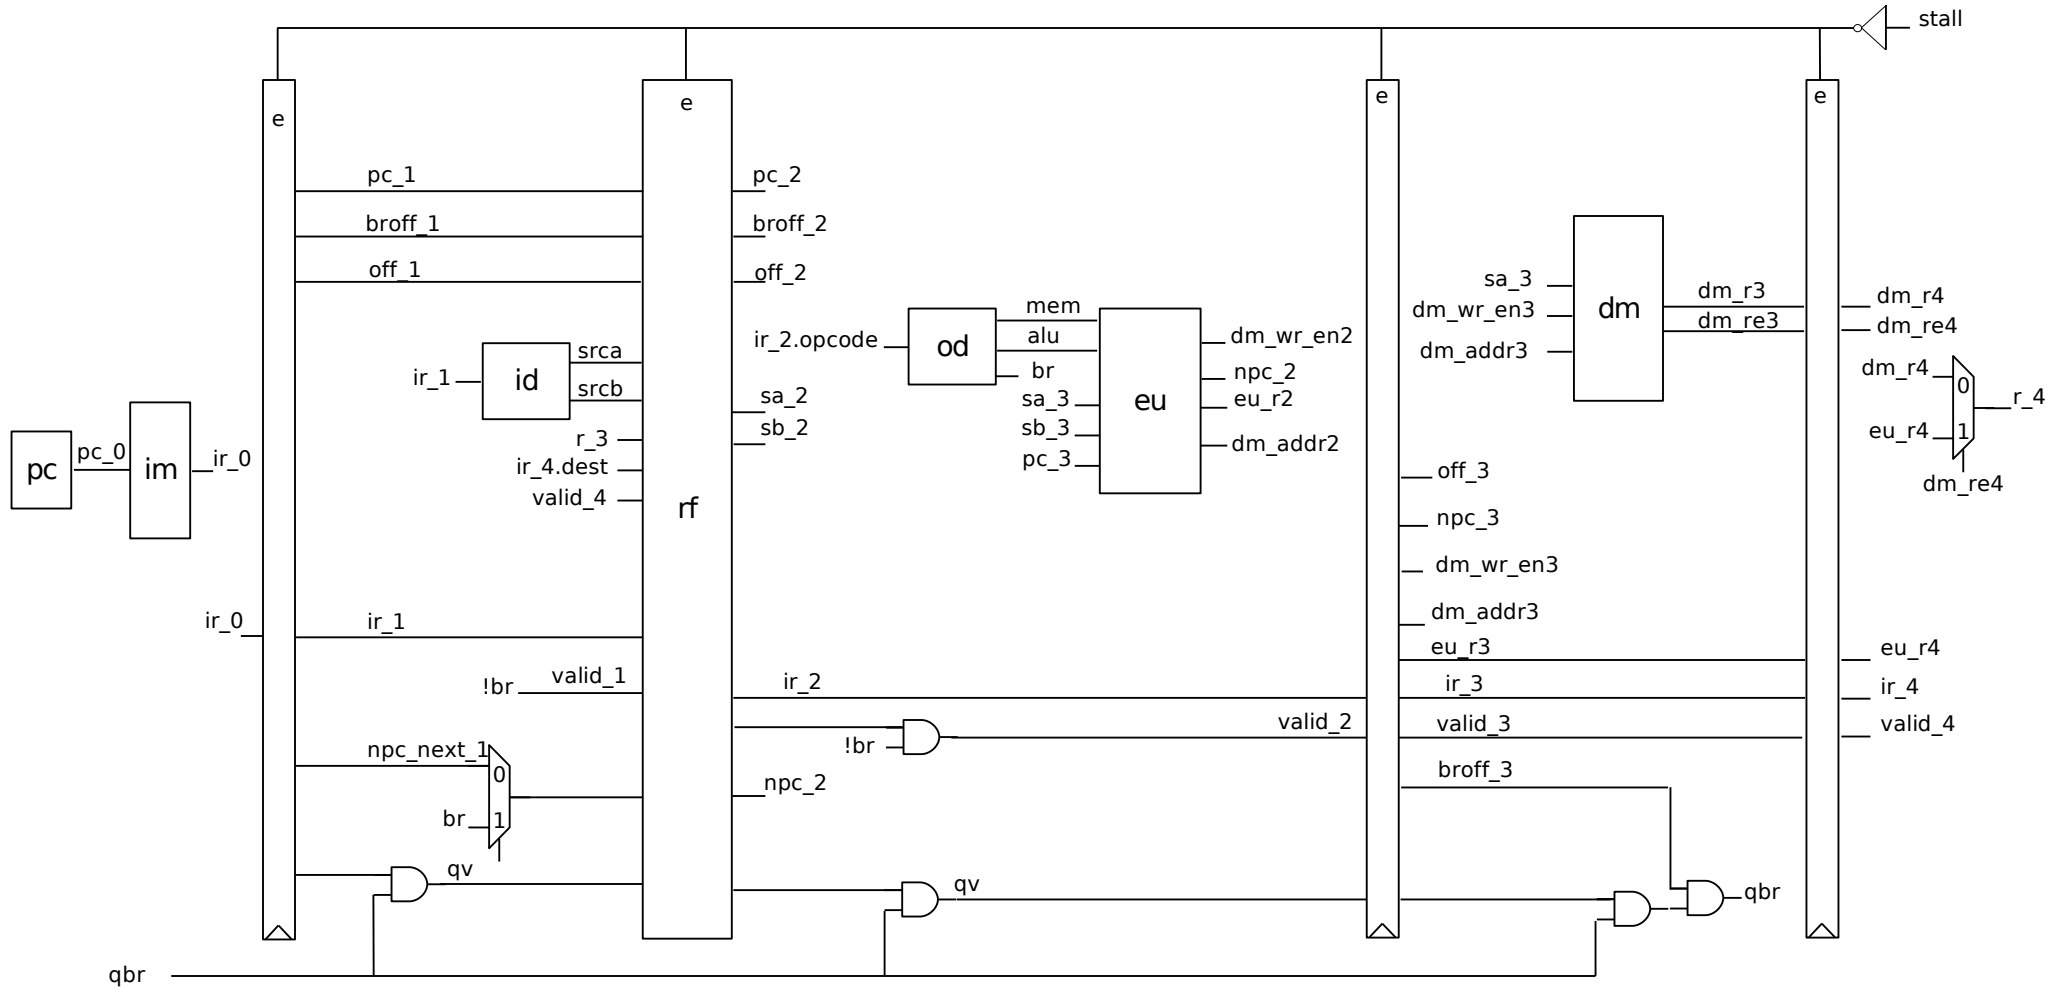 stall
e
e
e
e
pc_1
pc_2
broff_1
broff_2
off_1
off_2
sa_3
dm_wr_en3
dm_addr3
dm
dm_r3
dm_re3
dm_r4
dm_re4
ir_2.opcode
od
mem
alu
br
sa_3
sb_3
pc_3
eu
dm_wr_en2
npc_2
eu_r2
dm_addr2
ir_1
id
srca
srcb
sa_2
sb_2
r_3
ir_4.dest
valid_4
rf
dm_r4
eu_r4
0
1
r_4
dm_re4
pc
pc_0
im
ir_0
off_3
npc_3
dm_wr_en3
dm_addr3
eu_r3
eu_r4
ir_0
ir_1
!br
valid_1
ir_2
ir_3
ir_4
!br
valid_2
valid_3
valid_4
npc_next_1
0
br
1
npc_2
broff_3
qv
qv
qbr
qbr